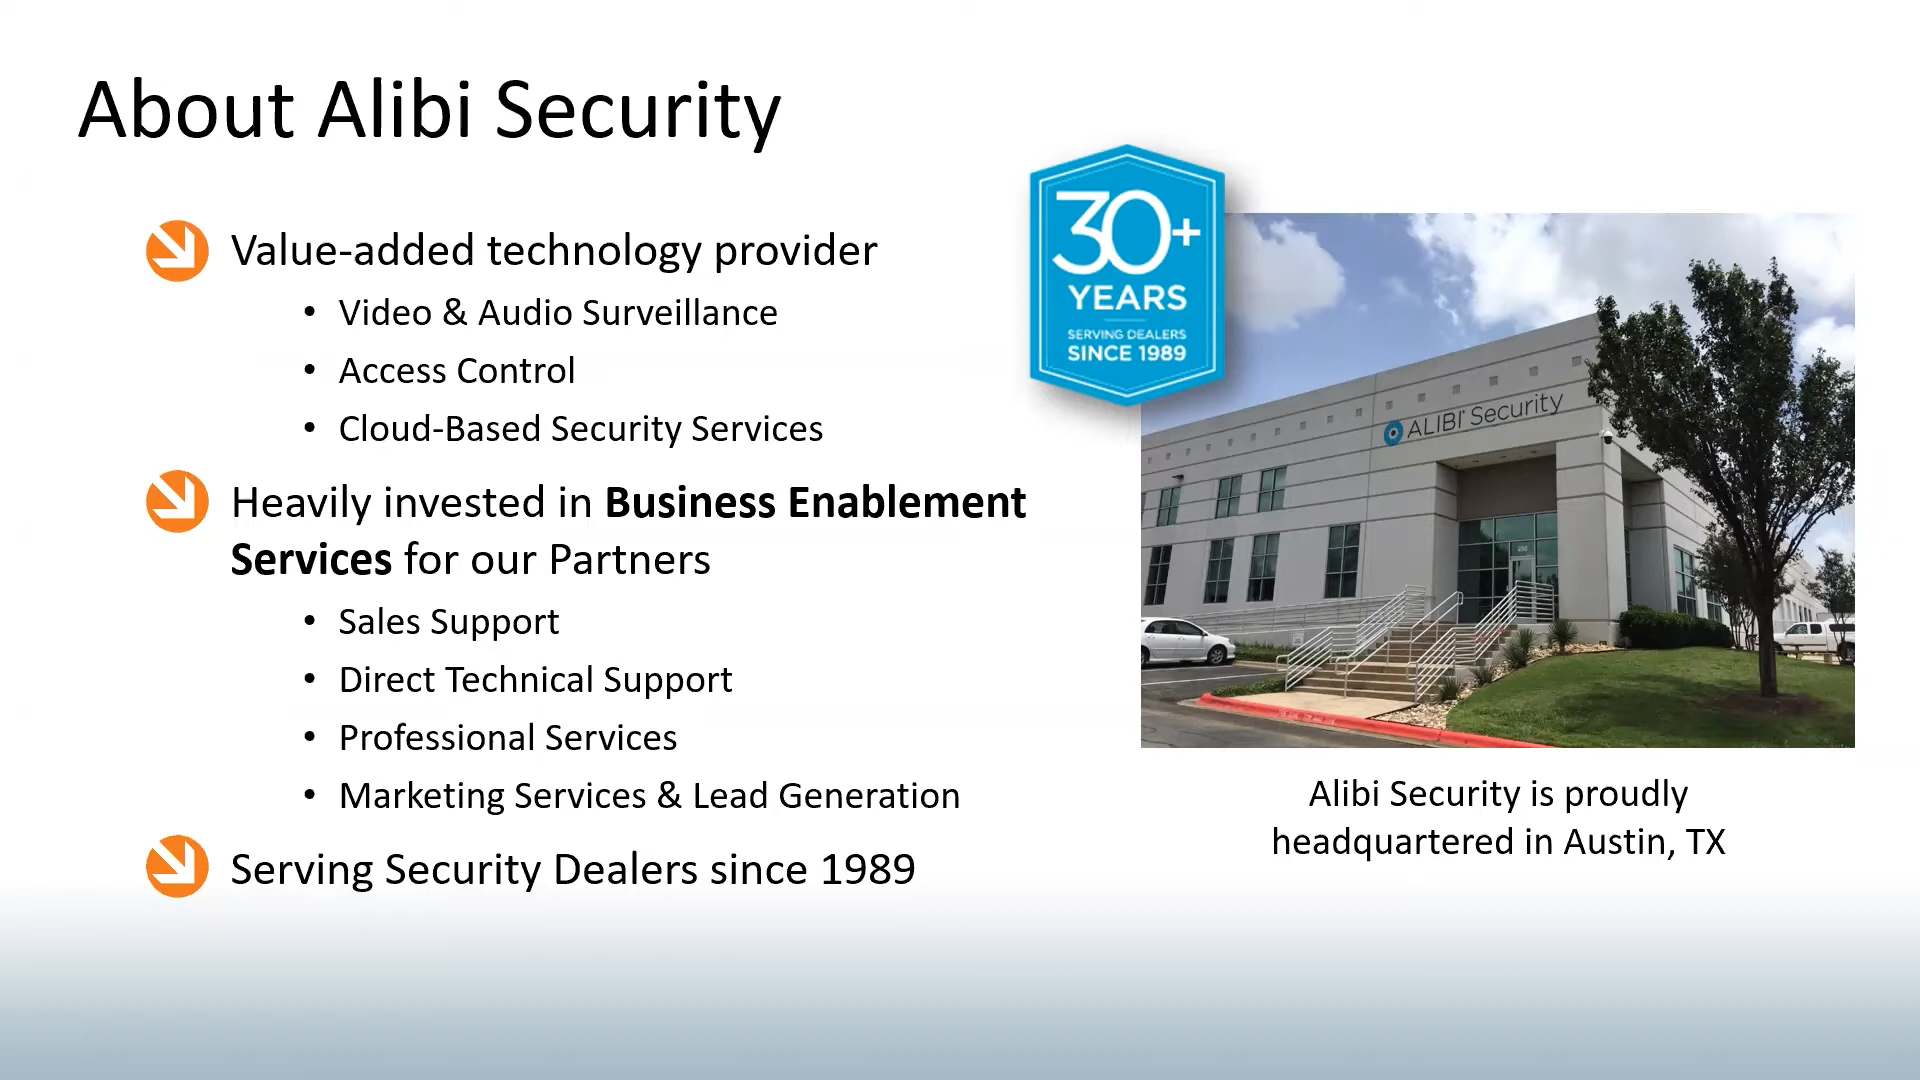 About Alibi Security
Value-added technology provider
• Video & Audio Surveillance
• Access Control
• Cloud-Based Security Services
Heavily invested in Business Enablement
Services for our Partners
• Sales Support
• Direct Technical Support
• Professional Services
• Marketing Services & Lead Generation
Serving Security Dealers since 1989
30+
YEARS
SERVING DEALERS
SINCE 1989
ALIBI Security
Alibi Security is proudly
headquartered in Austin, TX